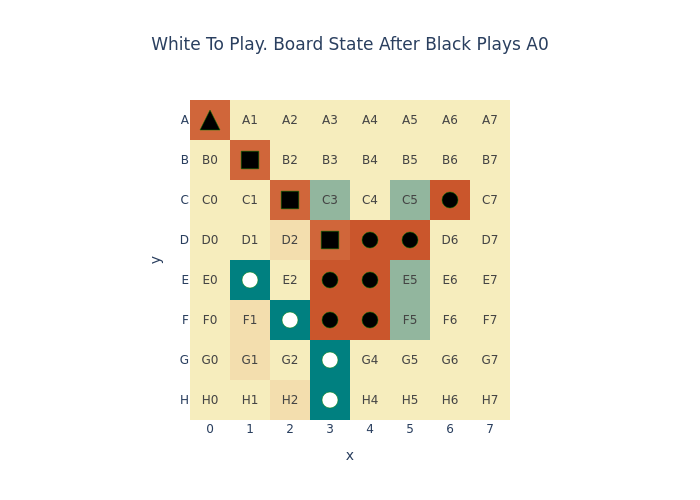 White To Play. Board State After Black Plays A0
A A1 A2 A3 A4 A5 A6 A7
B B0 B2 B3 B4 B5 B6 B7
C C0 C1 C3 C4 C5 C7
D D0 D1 D2 D6 D7
E E0 E2 E5 E6 E7
F F0 F1 F5 F6 F7
G G0 G1 G2 G4 G5 G6 G7
H H0 H1 H2 H4 H5 H6 H7
0 1 2 3 4 5 6 7
x
y